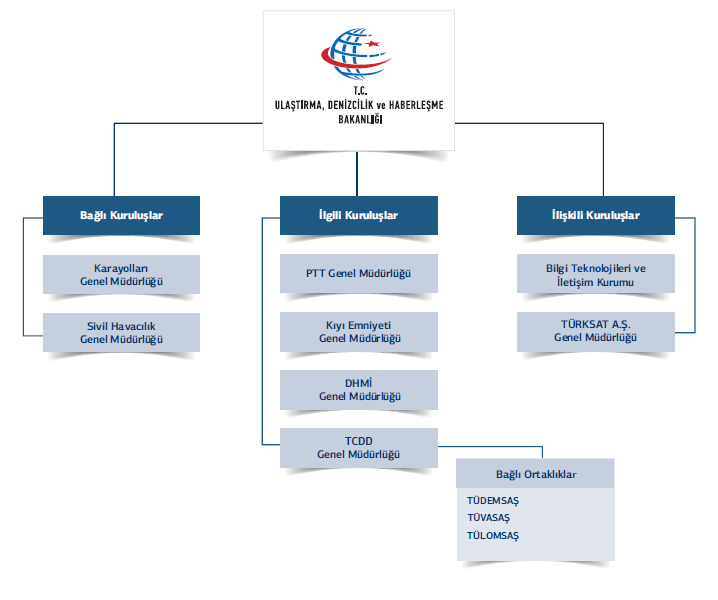 T.C.
ULAŞTIRMA, DENİZCİLİK ve HABERLEŞME
BAKANLIĞI
Bağlı Kuruluşlar
Karayolları
Genel Müdürlüğü
Sivil Havacılık
Genel Müdürlüğü
İlgili Kuruluşlar
PTT Genel Müdürlüğü
Kıyı Emniyeti
Genel Müdürlüğü
DHMİ
Genel Müdürlüğü
TCDD
Genel Müdürlüğü
Bağlı Ortaklıklar
TÜDEMSAŞ
TÜVASAŞ
TÜLOMSAŞ
İlişkili Kuruluşlar
Bilgi Teknolojileri ve
İletişim Kurumu
TÜRKSAT A.Ş.
Genel Müdürlüğü